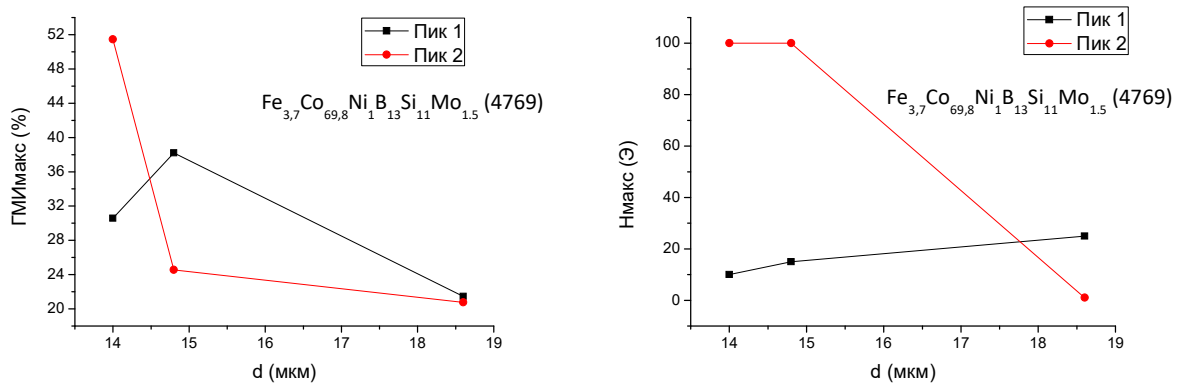 Пик 1
Пик 2
Fe3,7Co69,8Ni1B13Si11Mo1.5 (4769)
ГМИмакс (%)
52
48
44
40
36
32
28
24
20
14 15 16 17 18 19
d (мкм)
Пик 1
Пик 2
Fe3,7Co69,8Ni1B13Si11Mo1.5 (4769)
Hмакс (Э)
100
80
60
40
20
0
14 15 16 17 18 19
d (мкм)